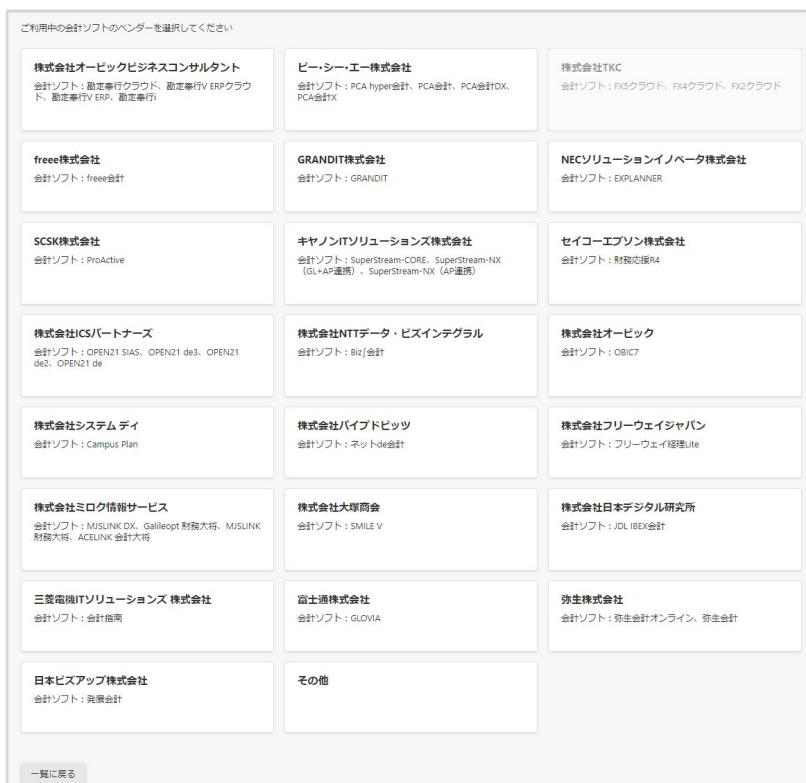 ご利用中の会計ソフトのベンダーを選択してください
株式会社オービックビジネスコンサルタント
会計ソフト：勘定奉行クラウド、勘定奉行V ERPクラウ
ド、勘定奉行V ERP、勘定奉行i
ピー・シー・エー株式会社
会計ソフト：PCA hyper会計、PCA会計、PCA会計DX、
PCA会計X
株式会社TKC
会計ソフト：FX5クラウド、FX4クラウド、FX2クラウド
freee株式会社
会計ソフト：freee会計
GRANDIT株式会社
会計ソフト：GRANDIT
NECソリューションイノベータ株式会社
会計ソフト：EXPLANNER
SCSK株式会社
会計ソフト：ProActive
キヤノンITソリューションズ株式会社
会計ソフト：SuperStream-CORE、SuperStream-NX
（GL+AP連携）、SuperStream-NX（AP連携）
セイコーエプソン株式会社
会計ソフト：財務応援R4
株式会社ICSパートナーズ
会計ソフト：OPEN21 SIAS、OPEN21 de3、OPEN21
de2、OPEN21 de
株式会社NTTデータ・ビズインテグラル
会計ソフト：Biz∫会計
株式会社オービック
会計ソフト：OBIC7
株式会社システム ディ
会計ソフト：Campus Plan
株式会社パイプドビッツ
会計ソフト：ネットde会計
株式会社フリーウェイジャパン
会計ソフト：フリーウェイ経理Lite
株式会社ミロク情報サービス
会計ソフト：MJSLINK DX、Galileopt 財務大将、MJSLINK
財務大将、ACELINK 会計大将
株式会社大塚商会
会計ソフト：SMILE V
株式会社日本デジタル研究所
会計ソフト：JDL IBEX会計
三菱電機ITソリューションズ 株式会社
会計ソフト：会計指南
富士通株式会社
会計ソフト：GLOVIA
弥生株式会社
会計ソフト：弥生会計オンライン、弥生会計
日本ビズアップ株式会社
会計ソフト：発展会計
その他
一覧に戻る